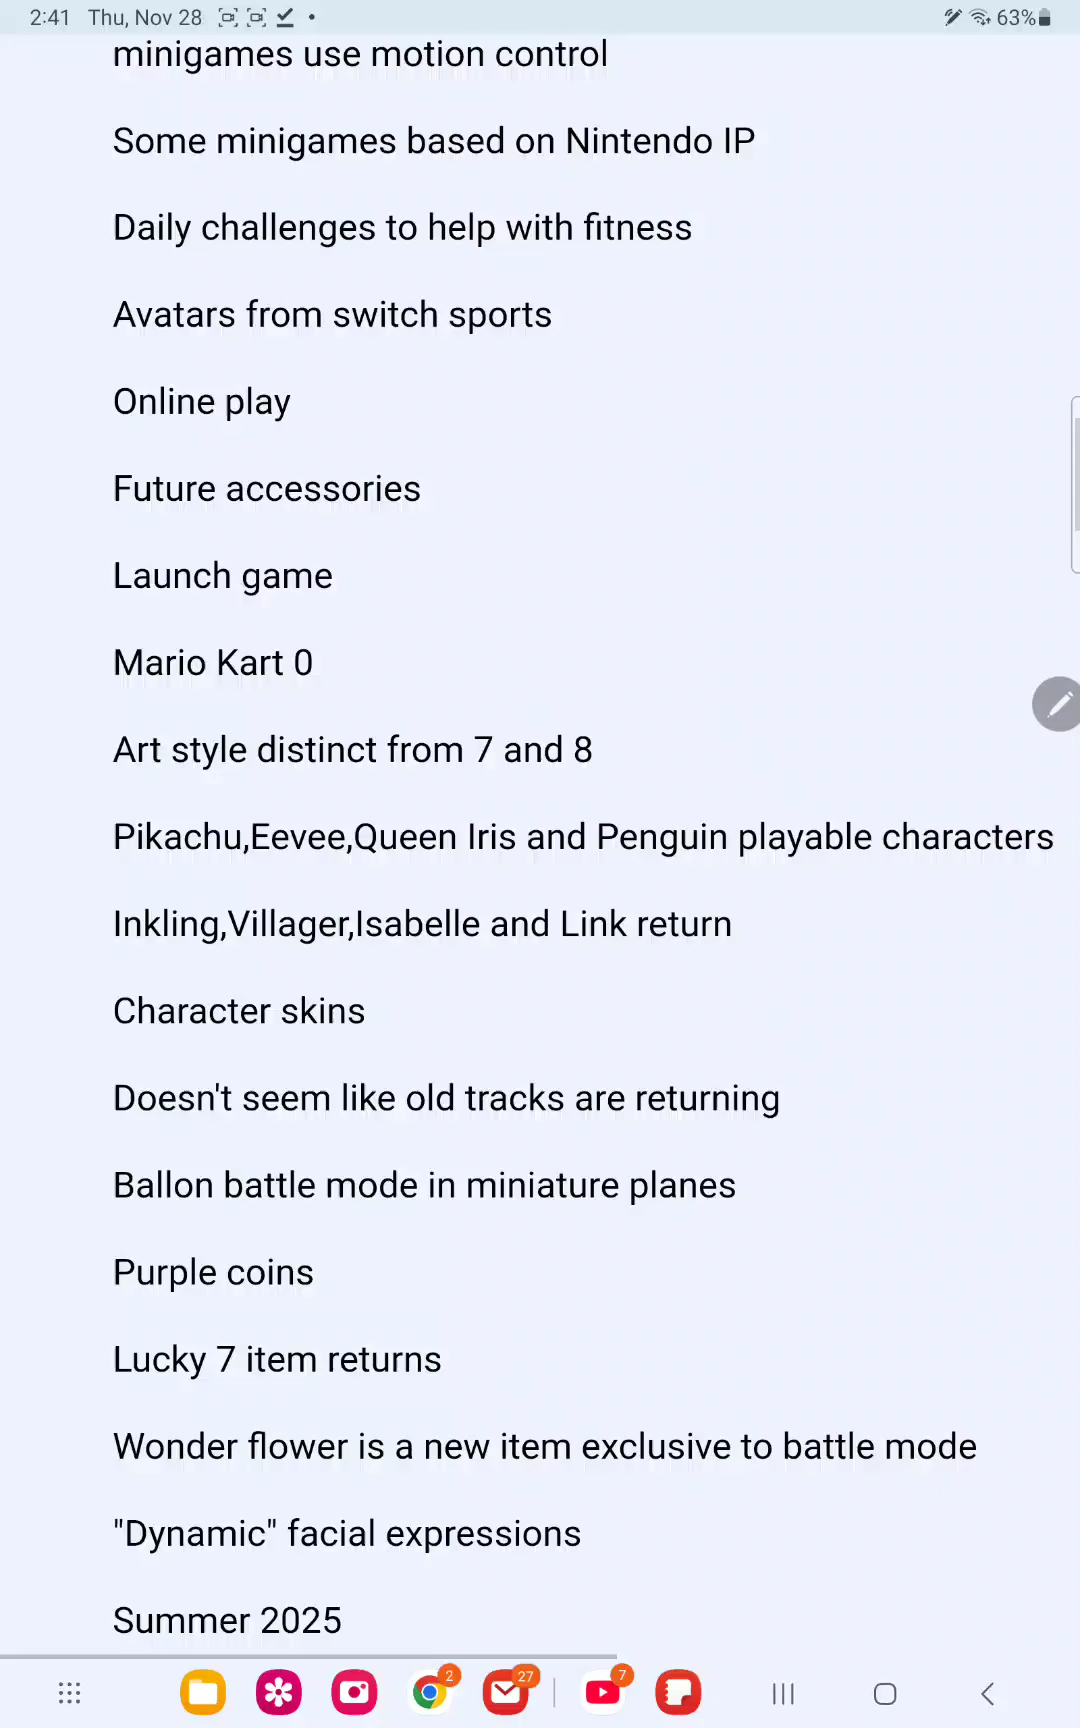 2:41 Thu, Nov 28 63%
minigames use motion control
Some minigames based on Nintendo IP
Daily challenges to help with fitness
Avatars from switch sports
Online play
Future accessories
Launch game
Mario Kart 0
Art style distinct from 7 and 8
Pikachu,Eevee,Queen Iris and Penguin playable characters
Inkling,Villager,Isabelle and Link return
Character skins
Doesn't seem like old tracks are returning
Ballon battle mode in miniature planes
Purple coins
Lucky 7 item returns
Wonder flower is a new item exclusive to battle mode
"Dynamic" facial expressions
Summer 2025
2 27 7